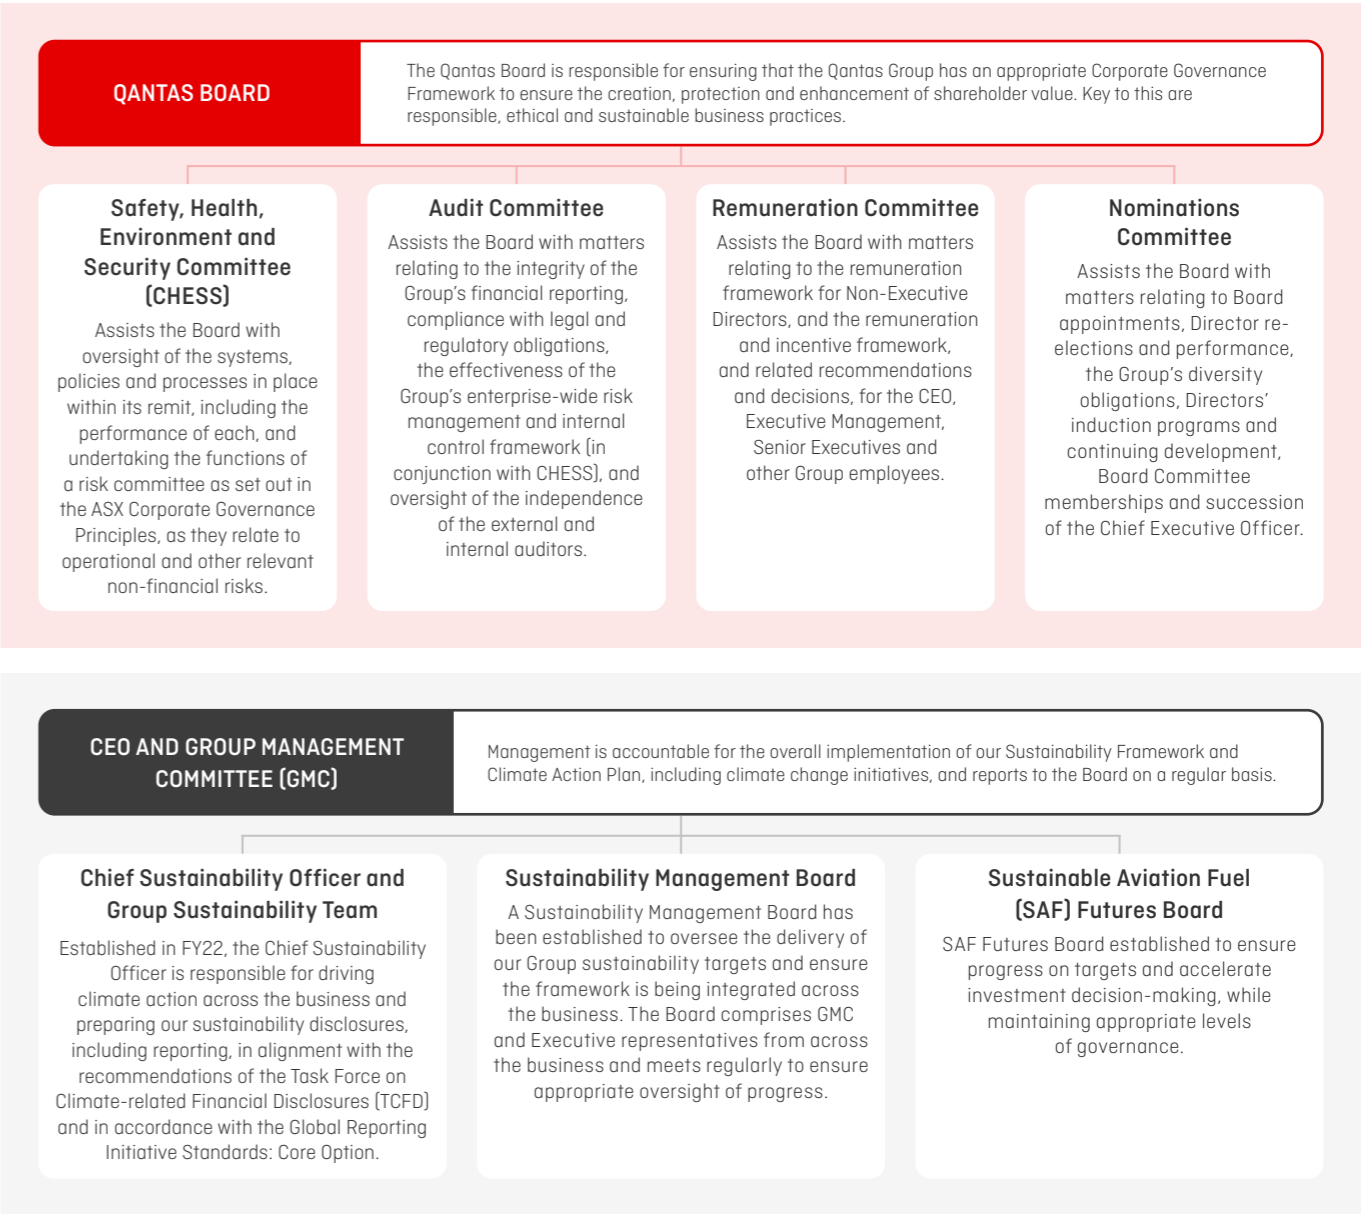 QANTAS BOARD
The Qantas Board is responsible for ensuring that the Qantas Group has an appropriate Corporate Governance
Framework to ensure the creation, protection and enhancement of shareholder value. Key to this are
responsible, ethical and sustainable business practices.
Safety, Health,
Environment and
Security Committee
(CHESS)
Assists the Board with
oversight of the systems,
policies and processes in place
within its remit, including the
performance of each, and
undertaking the functions of
a risk committee as set out in
the ASX Corporate Governance
Principles, as they relate to
operational and other relevant
non-financial risks.
Audit Committee
Assists the Board with matters
relating to the integrity of the
Group's financial reporting,
compliance with legal and
regulatory obligations,
the effectiveness of the
Group's enterprise-wide risk
management and internal
control framework (in
conjunction with CHESS), and
oversight of the independence
of the external and
internal auditors.
Remuneration Committee
Assists the Board with matters
relating to the remuneration
framework for Non-Executive
Directors, and the remuneration
and incentive framework,
and related recommendations
and decisions, for the CEO,
Executive Management,
Senior Executives and
other Group employees.
Nominations
Committee
Assists the Board with
matters relating to Board
appointments, Director re-
elections and performance,
the Group's diversity
obligations, Directors'
induction programs and
continuing development,
Board Committee
memberships and succession
of the Chief Executive Officer.
CEO AND GROUP MANAGEMENT
COMMITTEE (GMC)
Management is accountable for the overall implementation of our Sustainability Framework and
Climate Action Plan, including climate change initiatives, and reports to the Board on a regular basis.
Chief Sustainability Officer and
Group Sustainability Team
Established in FY22, the Chief Sustainability
Officer is responsible for driving
climate action across the business and
preparing our sustainability disclosures,
including reporting, in alignment with the
recommendations of the Task Force on
Climate-related Financial Disclosures (TCFD)
and in accordance with the Global Reporting
Initiative Standards: Core Option.
Sustainability Management Board
A Sustainability Management Board has
been established to oversee the delivery of
our Group sustainability targets and ensure
the framework is being integrated across
the business. The Board comprises GMC
and Executive representatives from across
the business and meets regularly to ensure
appropriate oversight of progress.
Sustainable Aviation Fuel
(SAF) Futures Board
SAF Futures Board established to ensure
progress on targets and accelerate
investment decision-making, while
maintaining appropriate levels
of governance.